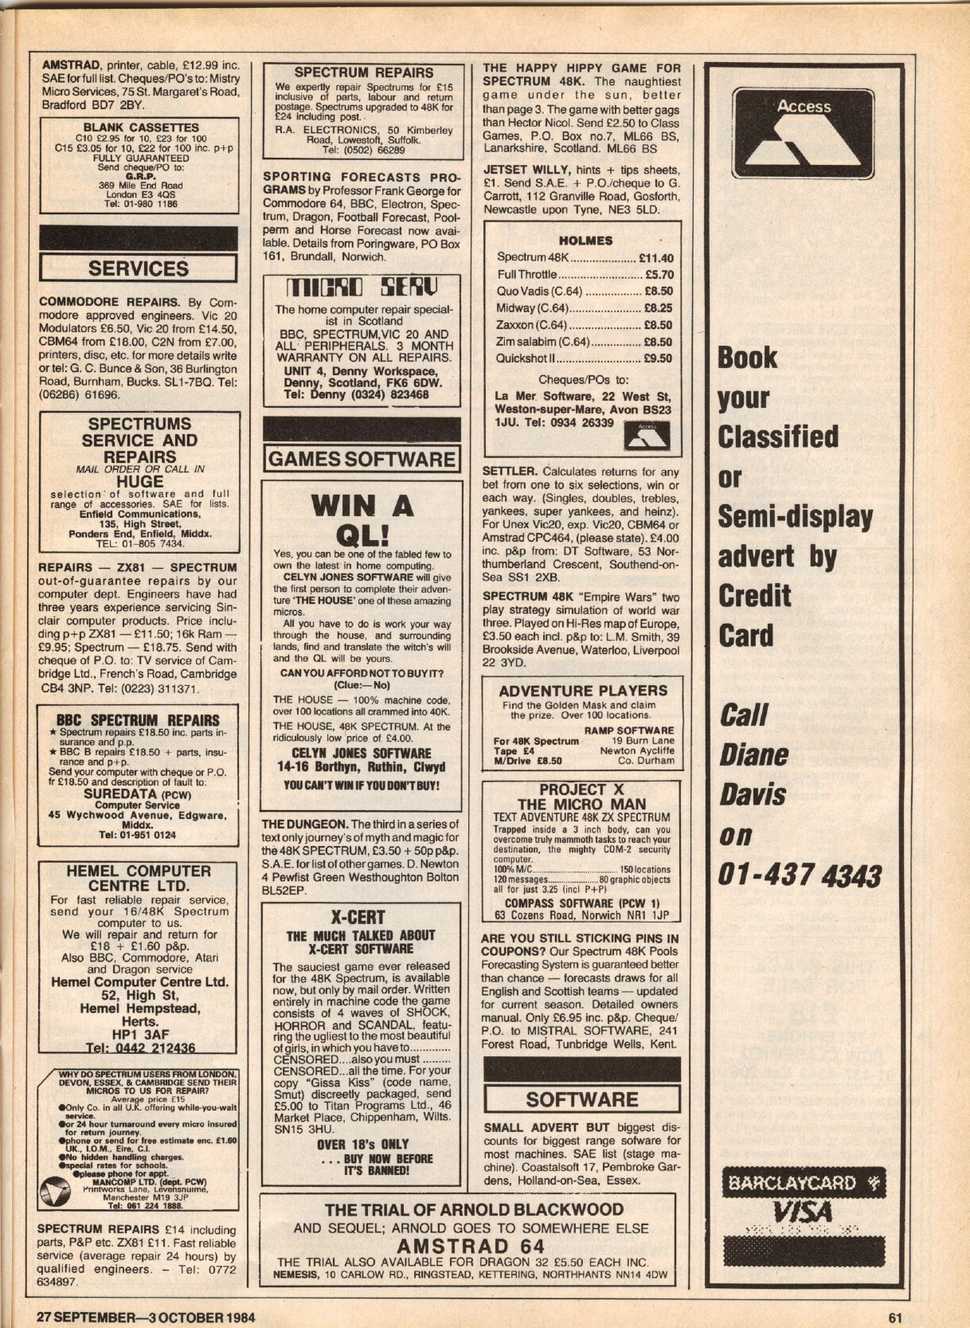 AMSTRAD, printer, cable, £12.99 inc.
SAE for full list. Cheques/PO's to: Mistry
Micro Services, 75 St. Margaret's Road,
Bradford BD7 2BY.
BLANK CASSETTES
C10 £2.95 for 10, £23 for 100
C15 £3.05 for 10, £22 for 100 inc. p+p
FULLY GUARANTEED
Send cheque/PO to:
G.R.P.
369 Mile End Road
London E3 4QS
Tel: 01-980 1186
SERVICES
COMMODORE REPAIRS. By Com-
modore approved engineers. Vic 20
Modulators £6.50, Vic 20 from £14.50,
CBM64 from £18.00, C2N from £7.00,
printers, disc, etc. for more details write
or tel: G. C. Bunce & Son, 36 Burlington
Road, Burnham, Bucks. SL1-7BQ. Tel:
(06286) 61696.
SPECTRUMS
SERVICE AND
REPAIRS
MAIL ORDER OR CALL IN
HUGE
selection of software and full
range of accessories. SAE for lists.
Enfield Communications,
135, High Street,
Ponders End, Enfield, Middx.
TEL: 01-805 7434.
REPAIRS — ZX81 — SPECTRUM
out-of-guarantee repairs by our
computer dept. Engineers have had
three years experience servicing Sin-
clair computer products. Price inclu-
ding p+p ZX81 — £11.50; 16k Ram —
£9.95; Spectrum — £18.75. Send with
cheque of P.O. to: TV service of Cam-
bridge Ltd., French's Road, Cambridge
CB4 3NP. Tel: (0223) 311371.
BBC SPECTRUM REPAIRS
★ Spectrum repairs £18.50 inc. parts in-
surance and p.p.
★ BBC B repairs £18.50 + parts, insu-
rance and p+p.
Send your computer with cheque or P.O.
fr £18.50 and description of fault to:
SUREDATA (PCW)
Computer Service
45 Wychwood Avenue, Edgware,
Middx.
Tel: 01-951 0124
HEMEL COMPUTER
CENTRE LTD.
For fast reliable repair service,
send your 16/48K Spectrum
computer to us.
We will repair and return for
£18 + £1.60 p&p.
Also BBC, Commodore, Atari
and Dragon service
Hemel Computer Centre Ltd.
52, High St,
Hemel Hempstead,
Herts.
HP1 3AF
Tel: 0442 212436
WHY DO SPECTRUM USERS FROM LONDON,
DEVON, ESSEX, & CAMBRIDGE SEND THEIR
MICROS TO US FOR REPAIR?
Average price £15
●Only Co. in all U.K. offering while-you-wait
service.
●or 24 hour turnaround every micro insured
for return journey.
●phone or send for free estimate enc. £1.60
UK., I.O.M., Eire, C.I.
●No hidden handling charges.
●special rates for schools.
●please phone for appt.
MANCOMP LTD. (dept. PCW)
Printworks Lane, Levenshulme,
Manchester M19 3JP
Tel: 061 224 1888.
SPECTRUM REPAIRS £14 including
parts, P&P etc. ZX81 £11. Fast reliable
service (average repair 24 hours) by
qualified engineers. – Tel: 0772
634897.
SPECTRUM REPAIRS
We expertly repair Spectrums for £15
inclusive of parts, labour and return
postage. Spectrums upgraded to 48K for
£24 including post.
R.A. ELECTRONICS, 50 Kimberley
Road, Lowestoft, Suffolk.
Tel: (0502) 66289
SPORTING FORECASTS PRO-
GRAMS by Professor Frank George for
Commodore 64, BBC, Electron, Spec-
trum, Dragon, Football Forecast, Pool-
perm and Horse Forecast now avai-
lable. Details from Poringware, PO Box
161, Brundall, Norwich.
MICRO SERV
The home computer repair special-
ist in Scotland
BBC, SPECTRUM,VIC 20 AND
ALL PERIPHERALS. 3 MONTH
WARRANTY ON ALL REPAIRS.
UNIT 4, Denny Workspace,
Denny, Scotland, FK6 6DW.
Tel: Denny (0324) 823468
GAMES SOFTWARE
WIN A
QL!
Yes, you can be one of the fabled few to
own the latest in home computing.
CELYN JONES SOFTWARE will give
the first person to complete their adven-
ture 'THE HOUSE' one of these amazing
micros.
All you have to do is work your way
through the house, and surrounding
lands, find and translate the witch's will
and the QL will be yours.
CAN YOU AFFORD NOT TO BUY IT?
(Clue:— No)
THE HOUSE — 100% machine code,
over 100 locations all crammed into 40K.
THE HOUSE, 48K SPECTRUM. At the
ridiculously low price of £4.00.
CELYN JONES SOFTWARE
14-16 Borthyn, Ruthin, Clwyd
YOU CAN'T WIN IF YOU DON'T BUY!
THE DUNGEON. The third in a series of
text only journey's of myth and magic for
the 48K SPECTRUM, £3.50 + 50p p&p.
S.A.E. for list of other games. D. Newton
4 Pewfist Green Westhoughton Bolton
BL52EP.
X-CERT
THE MUCH TALKED ABOUT
X-CERT SOFTWARE
The sauciest game ever released
for the 48K Spectrum, is available
now, but only by mail order. Written
entirely in machine code the game
consists of 4 waves of SHOCK,
HORROR and SCANDAL, featu-
ring the ugliest to the most beautiful
of girls, in which you have to.............
CENSORED....also you must .........
CENSORED...all the time. For your
copy "Gissa Kiss" (code name,
Smut) discreetly packaged, send
£5.00 to Titan Programs Ltd., 46
Market Place, Chippenham, Wilts.
SN15 3HU.
OVER 18's ONLY
. . . BUY NOW BEFORE
IT'S BANNED!
THE HAPPY HIPPY GAME FOR
SPECTRUM 48K. The naughtiest
game under the sun, better
than page 3. The game with better gags
than Hector Nicol. Send £2.50 to Class
Games, P.O. Box no.7, ML66 BS,
Lanarkshire, Scotland. ML66 BS
JETSET WILLY, hints + tips sheets,
£1. Send S.A.E. + P.O./cheque to G.
Carrott, 112 Granville Road, Gosforth,
Newcastle upon Tyne, NE3 5LD.
HOLMES
Spectrum 48K..................... £11.40
Full Throttle.......................... £5.70
Quo Vadis (C.64) ................. £8.50
Midway (C.64)....................... £8.25
Zaxxon (C.64)....................... £8.50
Zim salabim (C.64)................ £8.50
Quickshot II.......................... £9.50
Cheques/POs to:
La Mer Software, 22 West St,
Weston-super-Mare, Avon BS23
1JU. Tel: 0934 26339
Access
SETTLER. Calculates returns for any
bet from one to six selections, win or
each way. (Singles, doubles, trebles,
yankees, super yankees, and heinz).
For Unex Vic20, exp. Vic20, CBM64 or
Amstrad CPC464, (please state). £4.00
inc. p&p from: DT Software, 53 Nor-
thumberland Crescent, Southend-on-
Sea SS1 2XB.
SPECTRUM 48K "Empire Wars" two
play strategy simulation of world war
three. Played on Hi-Res map of Europe,
£3.50 each incl. p&p to: L.M. Smith, 39
Brookside Avenue, Waterloo, Liverpool
22 3YD.
ADVENTURE PLAYERS
Find the Golden Mask and claim
the prize. Over 100 locations.
RAMP SOFTWARE
For 48K Spectrum 19 Burn Lane
Tape £4 Newton Aycliffe
M/Drive £8.50 Co. Durham
PROJECT X
THE MICRO MAN
TEXT ADVENTURE 48K ZX SPECTRUM
Trapped inside a 3 inch body, can you
overcome truly mammoth tasks to reach your
destination, the mighty COM-2 security
computer.
100% M/C............................150 locations
120 messages..................80 graphic objects
all for just 3.25 (incl P+P)
COMPASS SOFTWARE (PCW 1)
63 Cozens Road, Norwich NR1 1JP
ARE YOU STILL STICKING PINS IN
COUPONS? Our Spectrum 48K Pools
Forecasting System is guaranteed better
than chance — forecasts draws for all
English and Scottish teams — updated
for current season. Detailed owners
manual. Only £6.95 inc. p&p. Cheque/
P.O. to MISTRAL SOFTWARE, 241
Forest Road, Tunbridge Wells, Kent.
SOFTWARE
SMALL ADVERT BUT biggest dis-
counts for biggest range sofware for
most machines. SAE list (stage ma-
chine). Coastalsoft 17, Pembroke Gar-
dens, Holland-on-Sea, Essex.
THE TRIAL OF ARNOLD BLACKWOOD
AND SEQUEL; ARNOLD GOES TO SOMEWHERE ELSE
AMSTRAD 64
THE TRIAL ALSO AVAILABLE FOR DRAGON 32 £5.50 EACH INC.
NEMESIS, 10 CARLOW RD., RINGSTEAD, KETTERING, NORTHHANTS NN14 4DW
Access
Book
your
Classified
or
Semi-display
advert by
Credit
Card
Call
Diane
Davis
on
01-437 4343
BARCLAYCARD
VISA
27 SEPTEMBER—3 OCTOBER 1984
61